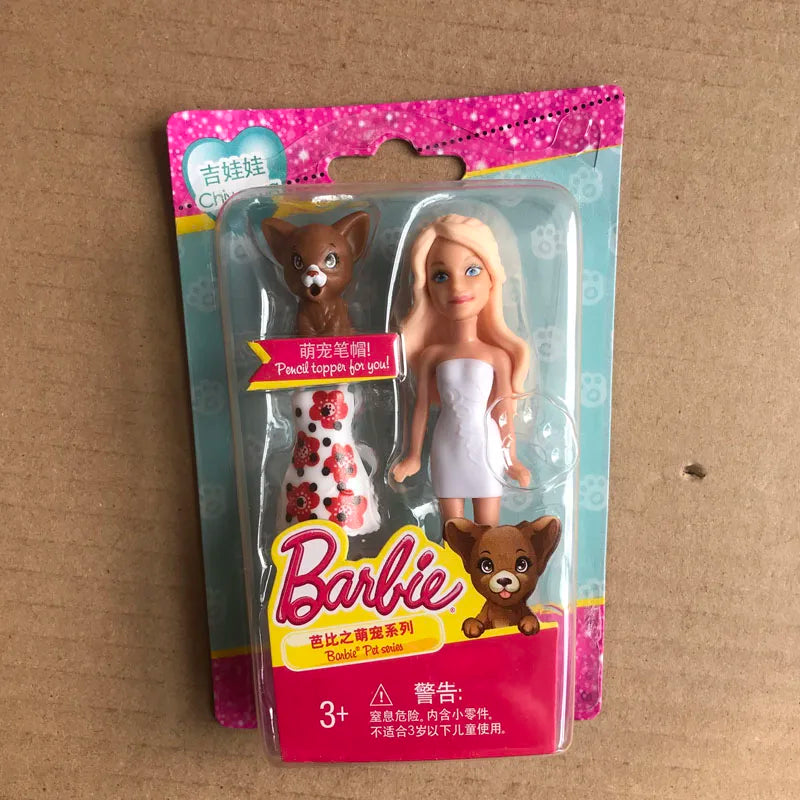 吉娃娃
萌宠笔帽!
Pencil topper for you!
Barbie®
芭比之萌宠系列
Barbie® Pet series
3+
警告:
窒息危险。内含小零件。
不适合3岁以下儿童使用。